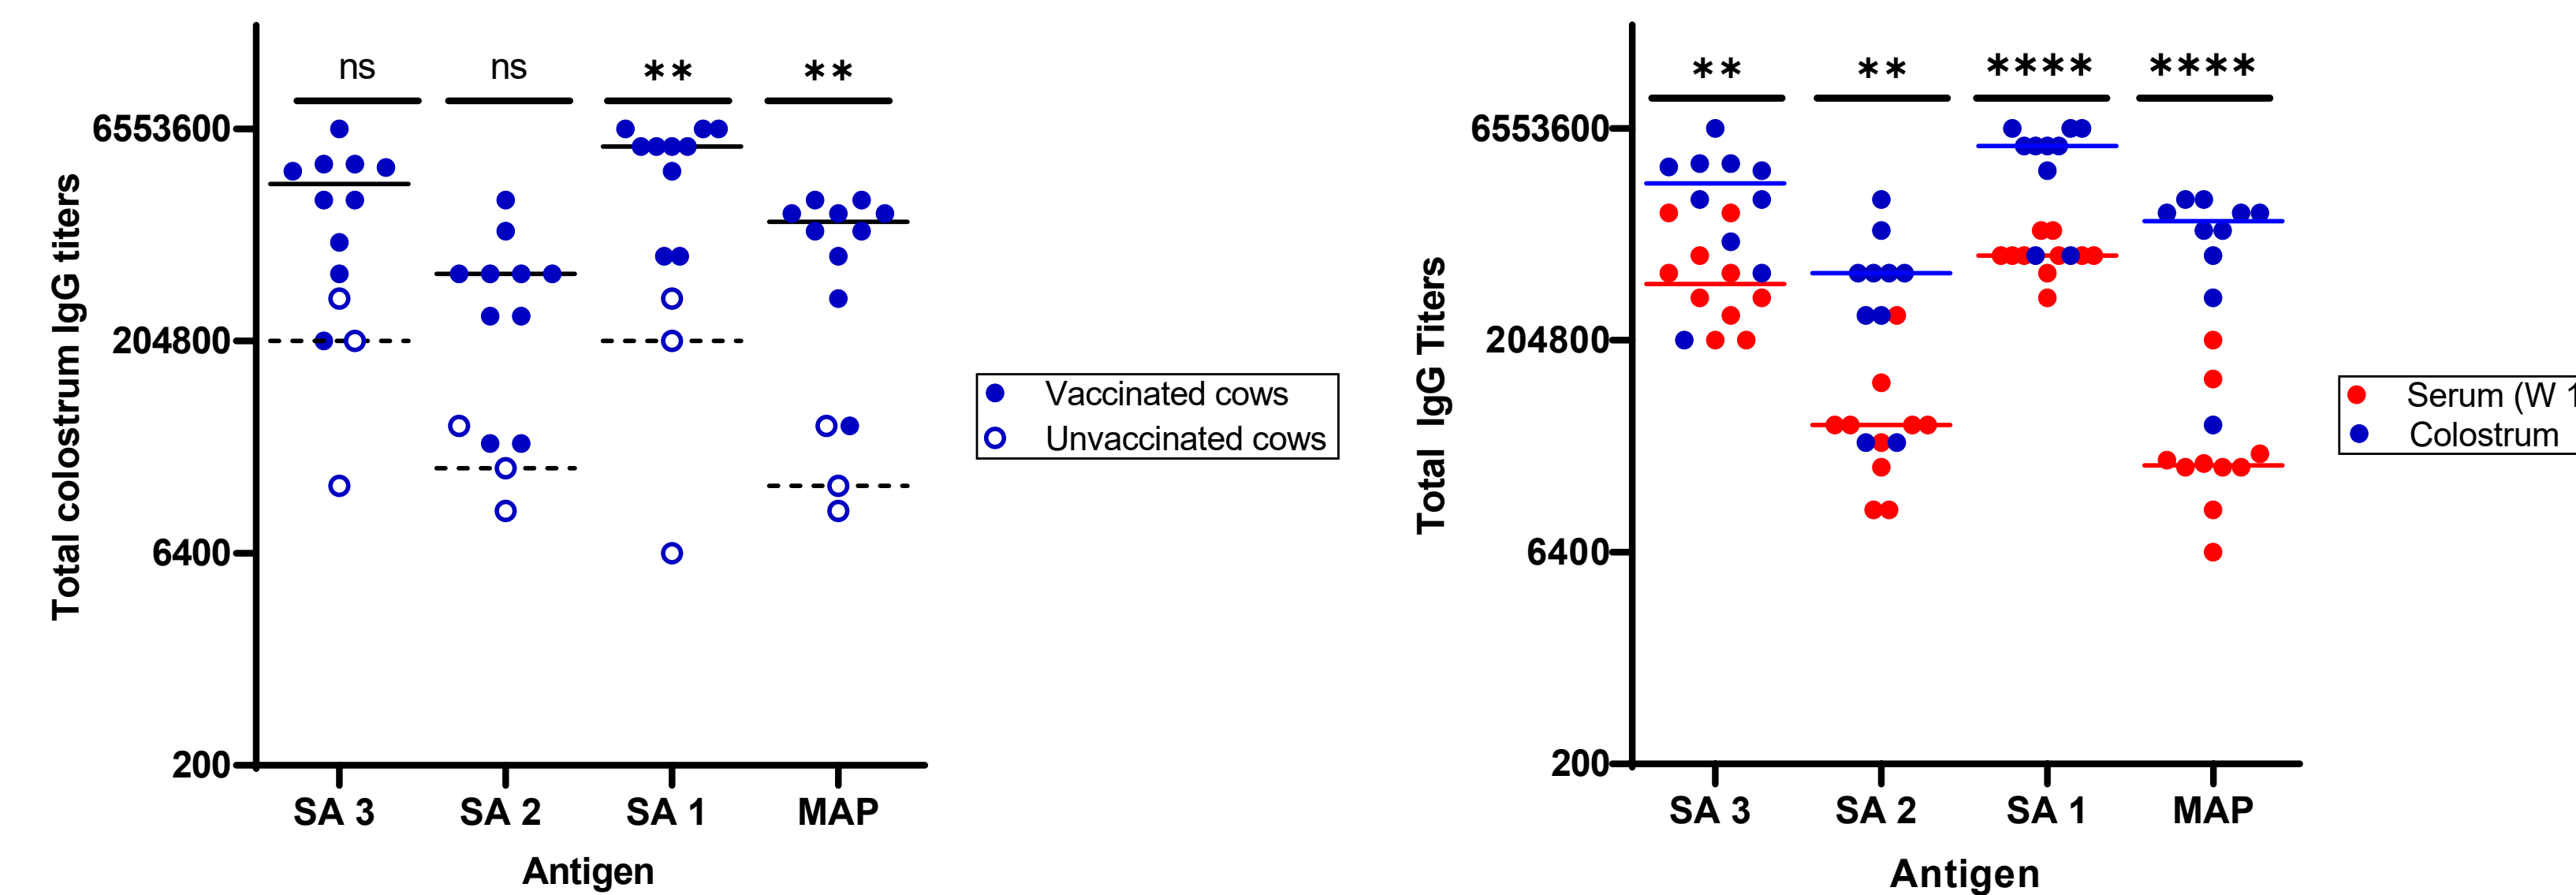 ns ns ** **
6553600
204800
6400
200
Total colostrum IgG titers
SA 3 SA 2 SA 1 MAP
Antigen
Vaccinated cows
Unvaccinated cows
** ** **** ****
6553600
204800
6400
200
Total IgG Titers
SA 3 SA 2 SA 1 MAP
Antigen
Serum (W 1
Colostrum